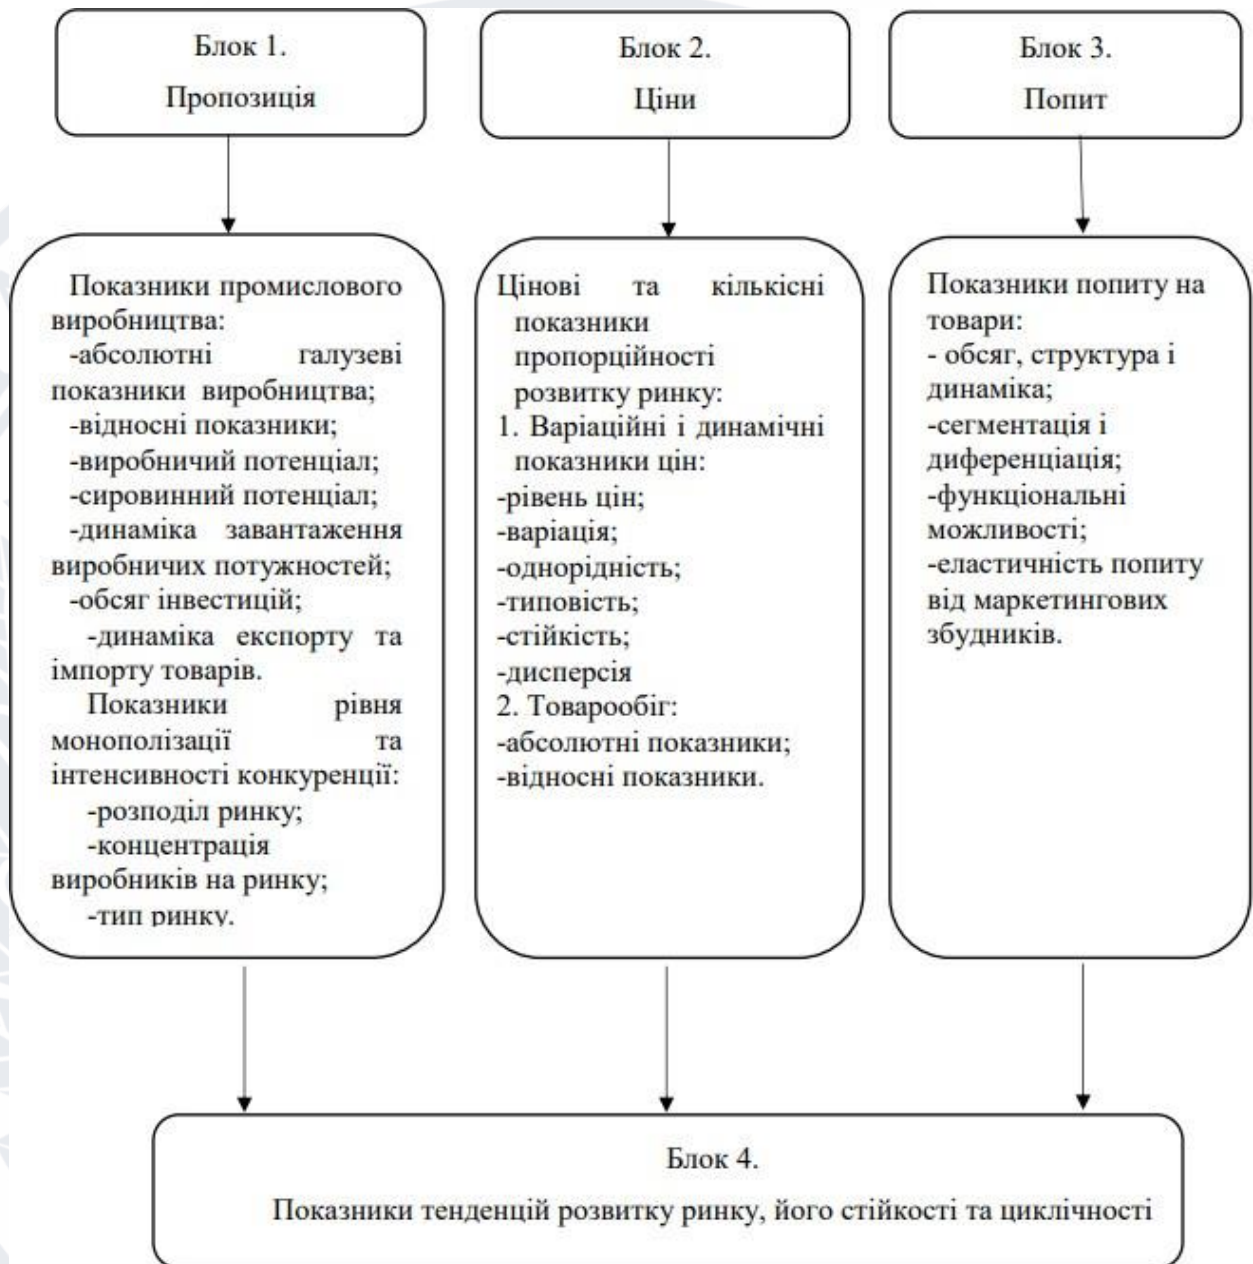 Блок 1.
Пропозиція
Блок 2.
Ціни
Блок 3.
Попит
Показники промислового
виробництва:
-абсолютні галузеві
показники виробництва;
-відносні показники;
-виробничий потенціал;
-сировинний потенціал;
-динаміка завантаження
виробничих потужностей;
-обсяг інвестицій;
-динаміка експорту та
імпорту товарів.
Показники рівня
монополізації та
інтенсивності конкуренції:
-розподіл ринку;
-концентрація
виробників на ринку;
-тип ринку.
Цінові та кількісні
показники
пропорційності
розвитку ринку:
1. Варіаційні і динамічні
показники цін:
-рівень цін;
-варіація;
-однорідність;
-типовість;
-стійкість;
-дисперсія
2. Товарообіг:
-абсолютні показники;
-відносні показники.
Показники попиту на
товари:
- обсяг, структура і
динаміка;
-сегментація і
диференціація;
-функціональні
можливості;
-еластичність попиту
від маркетингових
збудників.
Блок 4.
Показники тенденцій розвитку ринку, його стійкості та циклічності